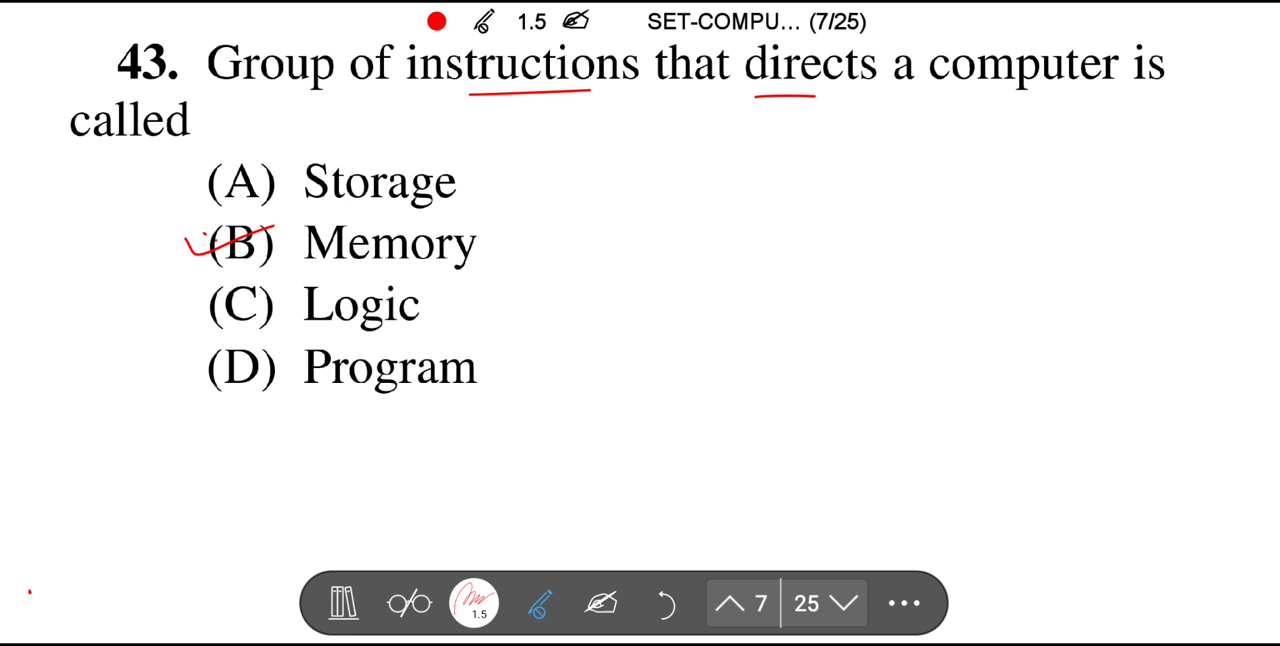 1.5 SET-COMPU... (7/25)
43. Group of instructions that directs a computer is
called
(A) Storage
(B) Memory
(C) Logic
(D) Program
1.5 7 25